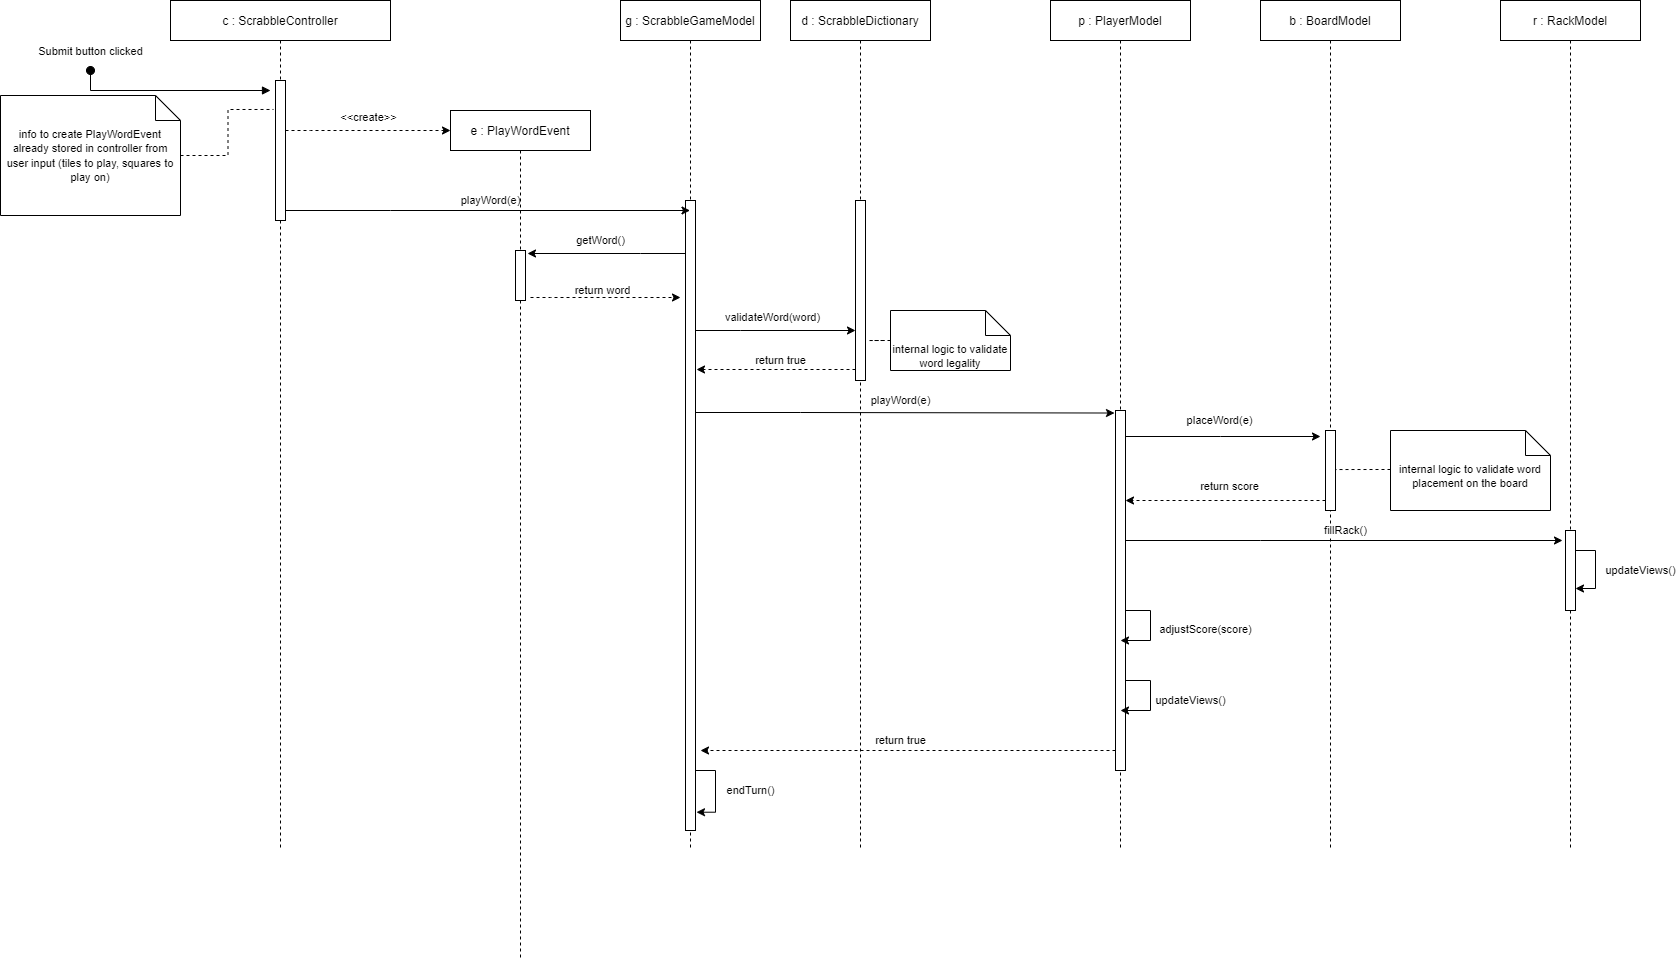 c : ScrabbleController
g : ScrabbleGameModel
d : ScrabbleDictionary
p : PlayerModel
b : BoardModel
r : RackModel
Submit button clicked
<<create>>
e : PlayWordEvent
info to create PlayWordEvent
already stored in controller from
user input (tiles to play, squares to
play on)
playWord(e)
getWord()
return word
validateWord(word)
internal logic to validate
word legality
return true
playWord(e)
placeWord(e)
internal logic to validate word
placement on the board
return score
fillRack()
updateViews()
adjustScore(score)
updateViews()
return true
endTurn()